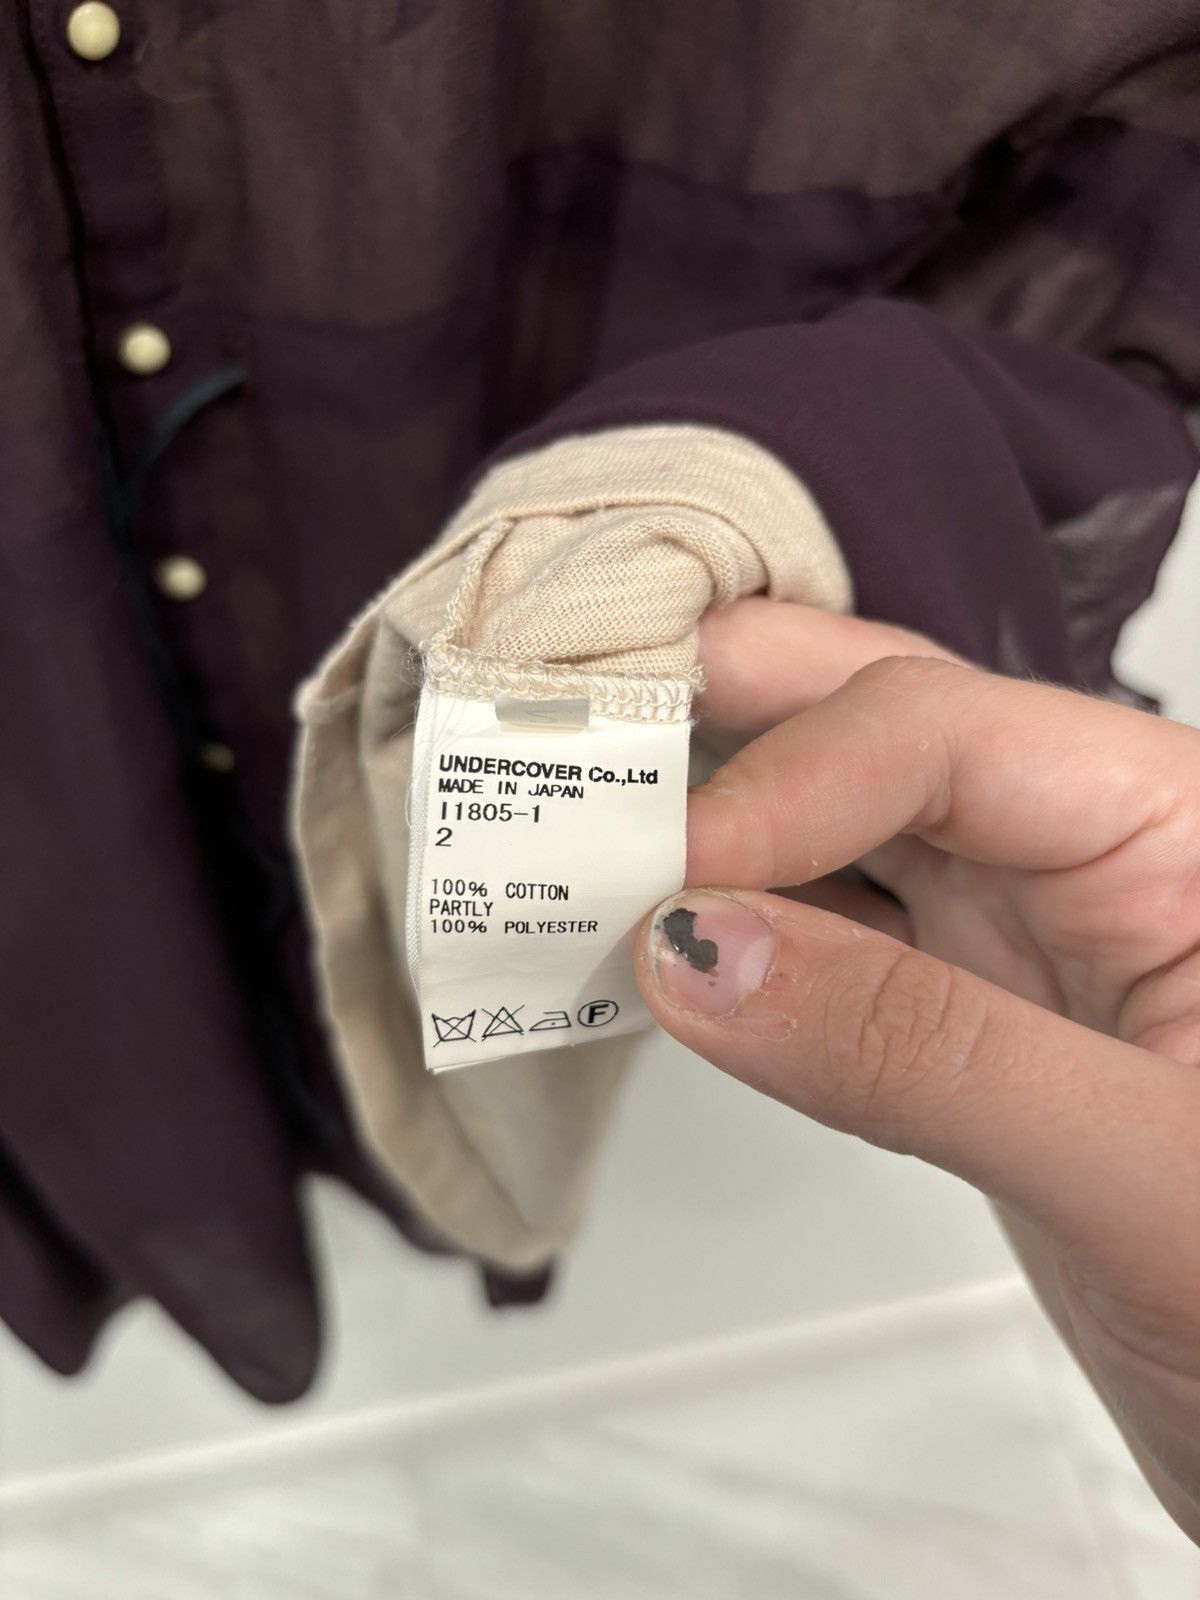 UNDERCOVER Co.,Ltd
MADE IN JAPAN
I1805-1
2
100% COTTON
PARTLY
100% POLYESTER
F